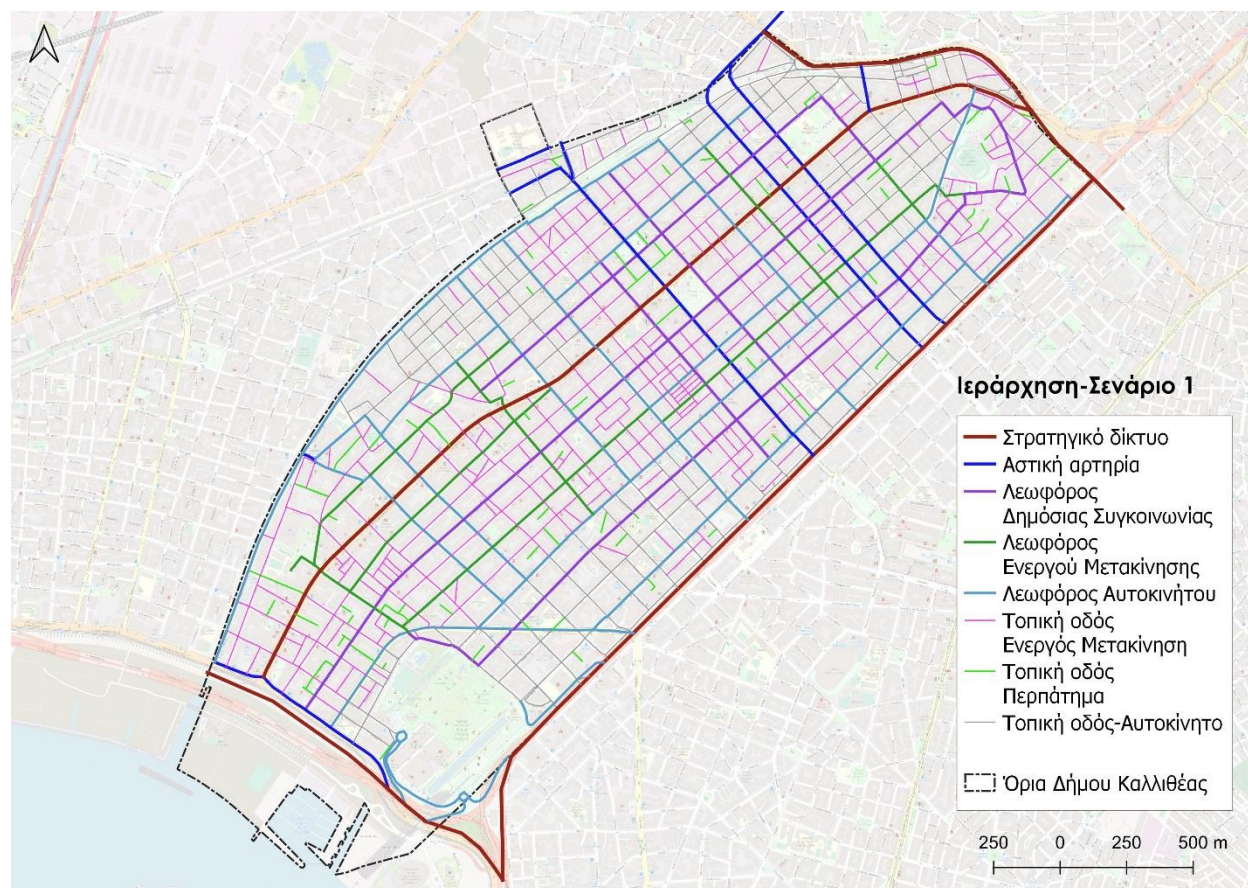 Ιεράρχηση-Σενάριο 1
Στρατηγικό δίκτυο
Αστική αρτηρία
Λεωφόρος
Δημόσιας Συγκοινωνίας
Λεωφόρος
Ενεργού Μετακίνησης
Λεωφόρος Αυτοκινήτου
Τοπική οδός
Ενεργός Μετακίνηση
Τοπική οδός
Περπάτημα
Τοπική οδός-Αυτοκίνητο
Όρια Δήμου Καλλιθέας
250 0 250 500 m